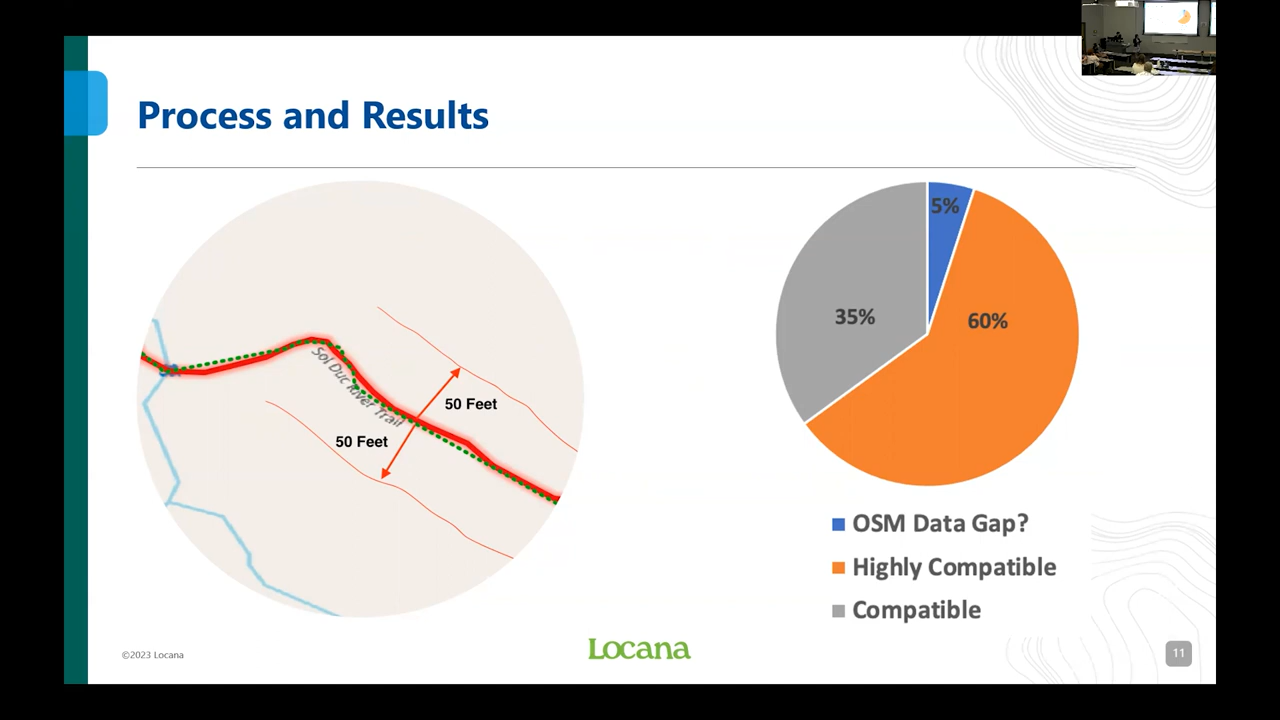 Process and Results
Sol Duc River Trail
50 Feet
50 Feet
5%
35%
60%
OSM Data Gap?
Highly Compatible
Compatible
©2023 Locana
Locana
11